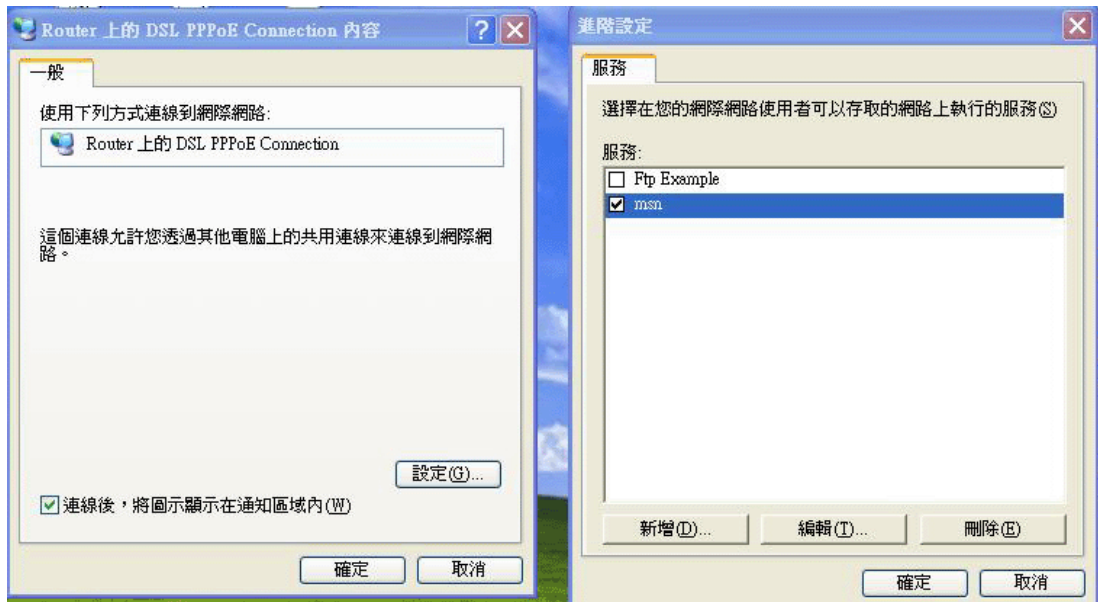 Router 上的 DSL PPPoE Connection 內容
一般
使用下列方式連線到網際網路:
Router 上的 DSL PPPoE Connection
這個連線允許您透過其他電腦上的共用連線來連線到網際網
路。
設定(G)...
連線後，將圖示顯示在通知區域內(W)
確定
取消
進階設定
服務
選擇在您的網際網路使用者可以存取的網路上執行的服務(S)
服務:
Ftp Example
msn
新增(D)...
編輯(T)...
刪除(E)
確定
取消